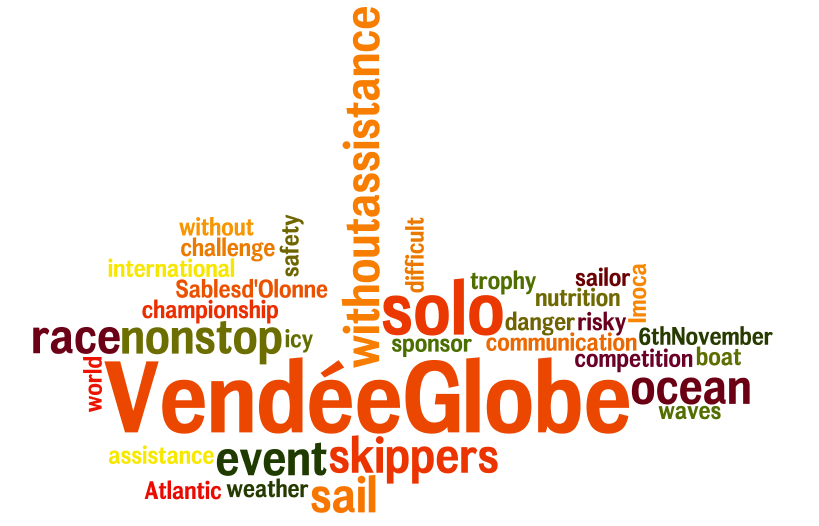 withoutassistance
without
safety
difficult
challenge
international
Sablesd'Olonne
trophy
sailor
Imoca
nutrition
championship
solo
danger
risky
race
nonstop
icy
sponsor
communication
6thNovember
competition
boat
world
VendéeGlobe
ocean
waves
assistance
event
skippers
Atlantic
weather
sail